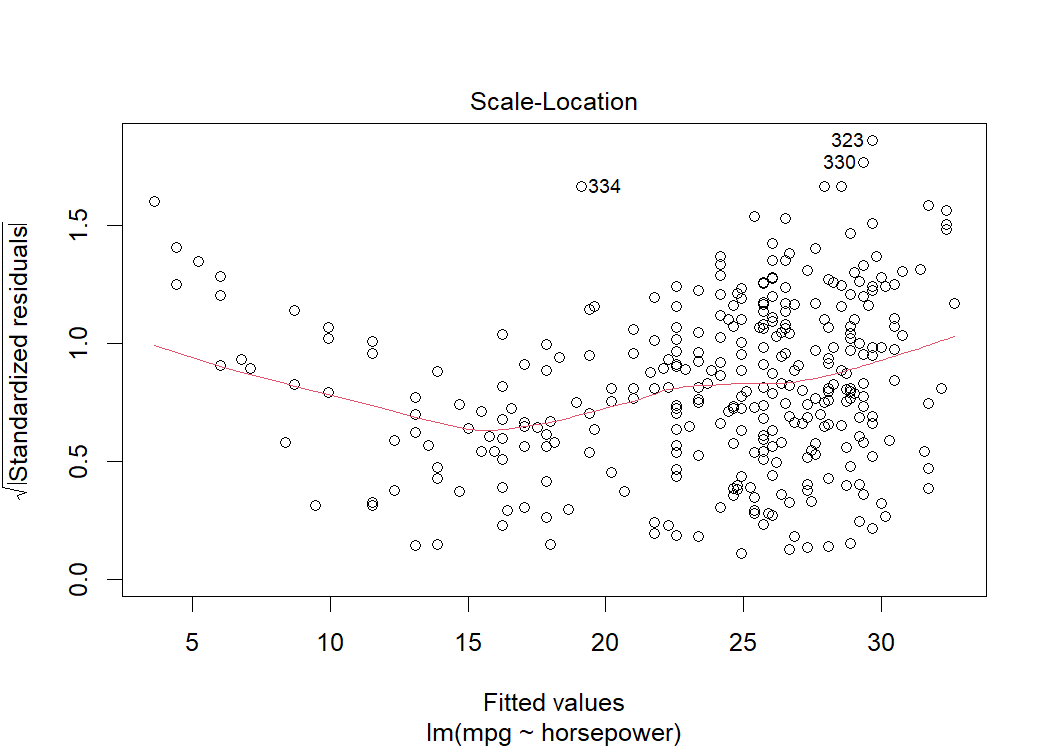 Scale-Location
323
330
334
√|Standardized residuals|
1.5
1.0
0.5
0.0
5 10 15 20 25 30
Fitted values
lm(mpg ~ horsepower)